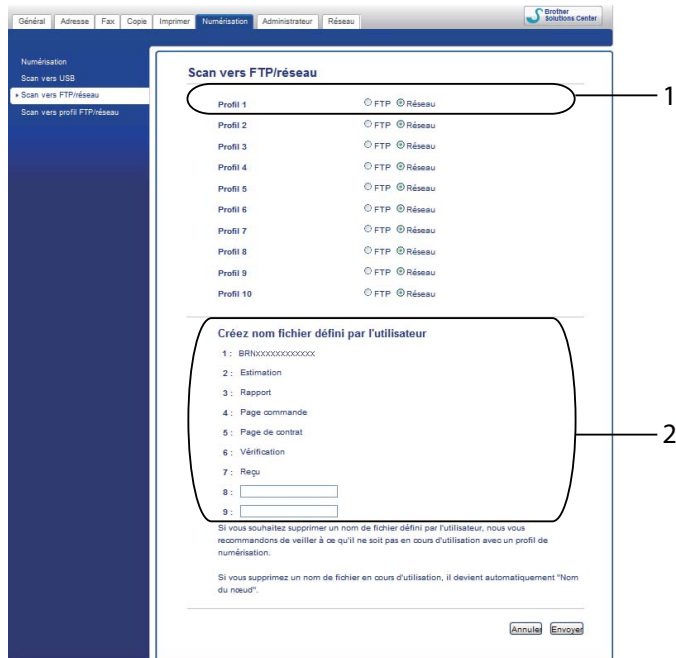 Général Adresse Fax Copie Imprimer Numérisation Administrateur Réseau
Brother
Solutions Center
Numérisation
Scan vers USB
Scan vers FTP/réseau
Scan vers profil FTP/réseau
Scan vers FTP/réseau
Profil 1 FTP Réseau
1
Profil 2 FTP Réseau
Profil 3 FTP Réseau
Profil 4 FTP Réseau
Profil 5 FTP Réseau
Profil 6 FTP Réseau
Profil 7 FTP Réseau
Profil 8 FTP Réseau
Profil 9 FTP Réseau
Profil 10 FTP Réseau
Créez nom fichier défini par l'utilisateur
1 : BRNXXXXXXXXXXXX
2 : Estimation
3 : Rapport
4 : Page commande
5 : Page de contrat
2
6 : Vérification
7 : Reçu
8 :
9 :
Si vous souhaitez supprimer un nom de fichier défini par l'utilisateur, nous vous
recommandons de veiller à ce qu'il ne soit pas en cours d'utilisation avec un profil de
numérisation.
Si vous supprimez un nom de fichier en cours d'utilisation, il devient automatiquement "Nom
du nœud".
Annuler Envoyer